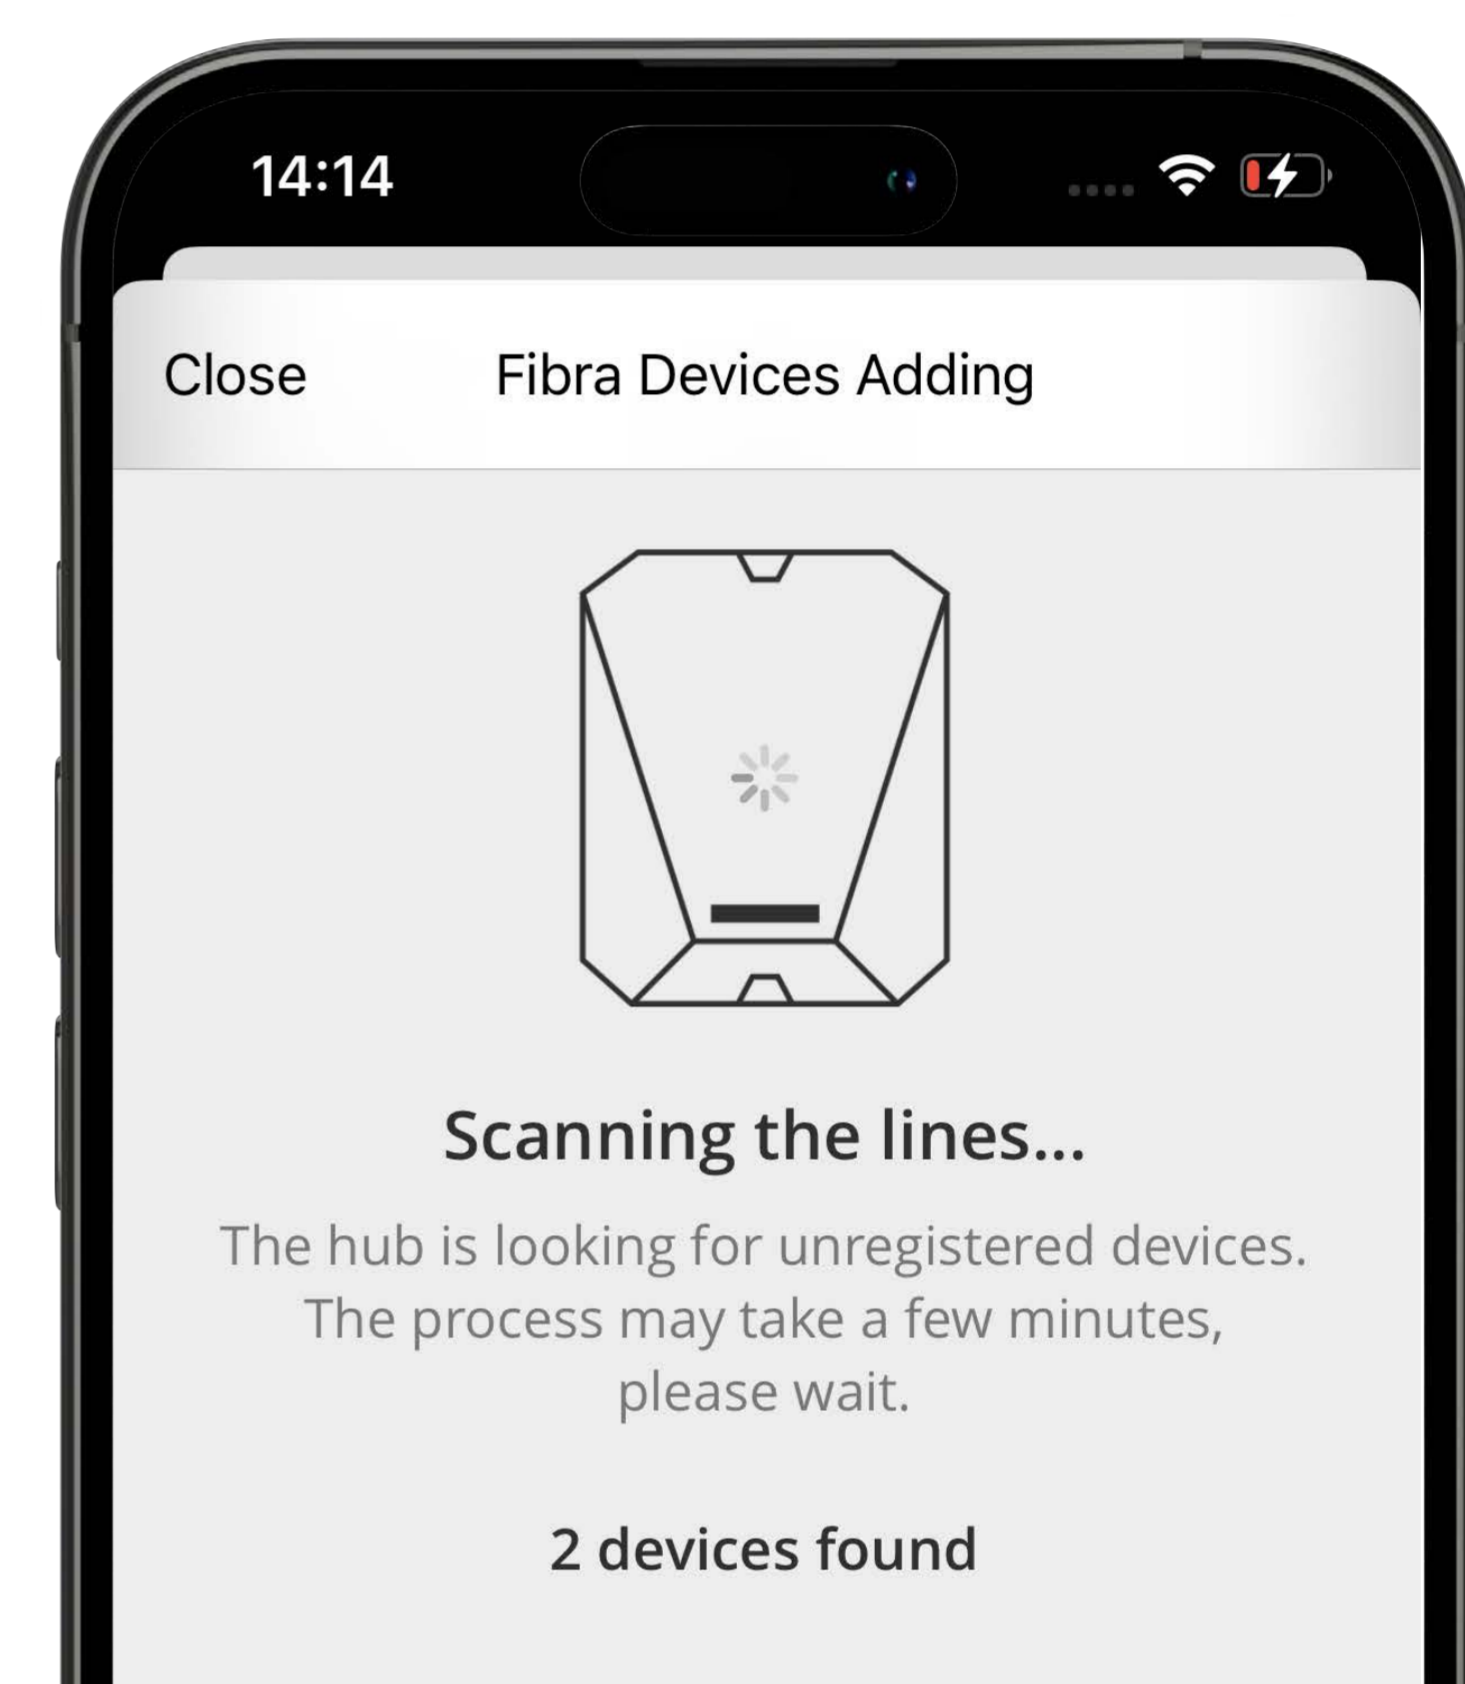 14:14
Close
Fibra Devices Adding
Scanning the lines...
The hub is looking for unregistered devices.
The process may take a few minutes,
please wait.
2 devices found